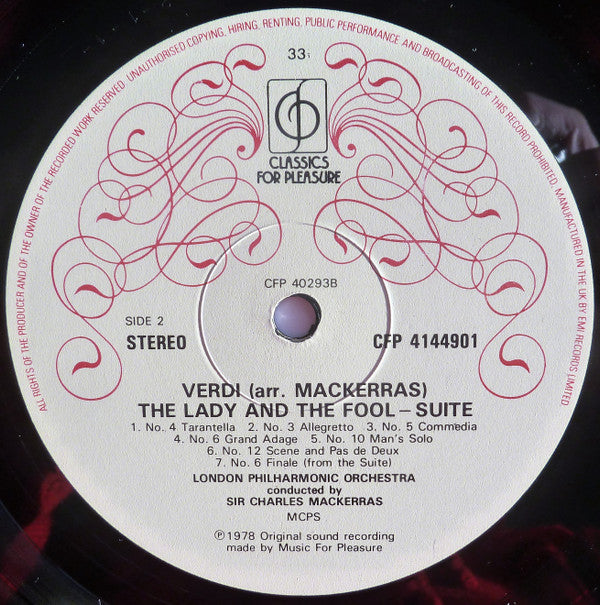 ALL RIGHTS OF THE PRODUCER AND OF THE OWNER OF THE RECORDED WORK RESERVED. UNAUTHORISED COPYING, HIRING, RENTING, PUBLIC PERFORMANCE AND BROADCASTING OF THIS RECORD PROHIBITED. MANUFACTURED IN THE UK BY EMI RECORDS LIMITED
33⅓
CLASSICS
FOR PLEASURE
CFP 40293B
SIDE 2
STEREO
CFP 4144901
VERDI (arr. MACKERRAS)
THE LADY AND THE FOOL – SUITE
1. No. 4 Tarantella 2. No. 3 Allegretto 3. No. 5 Commedia
4. No. 6 Grand Adage 5. No. 10 Man's Solo
6. No. 12 Scene and Pas de Deux
7. No. 6 Finale (from the Suite)
LONDON PHILHARMONIC ORCHESTRA
conducted by
SIR CHARLES MACKERRAS
MCPS
℗ 1978 Original sound recording
made by Music For Pleasure